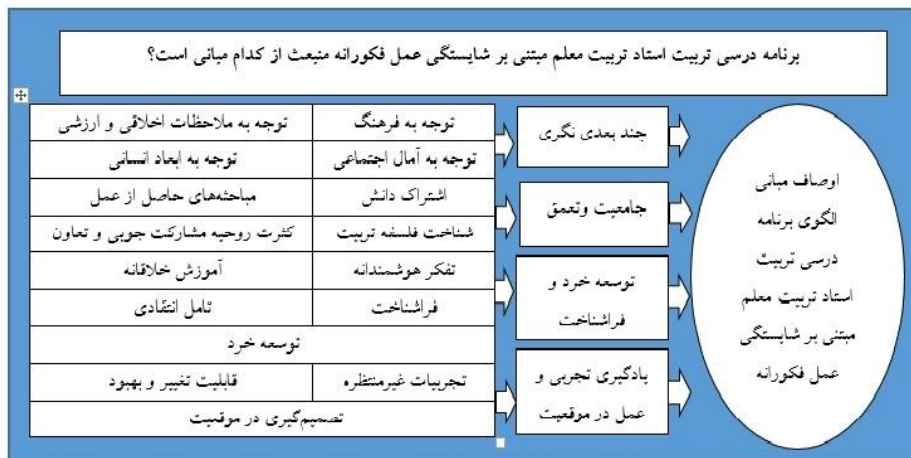 برنامه درسی تربیت استاد تربیت معلم مبتنی بر شایستگی عمل فکورانه منبعث از کدام مبانی است؟
توجه به فرهنگ
توجه به ملاحظات اخلاقی و ارزشی
توجه به آمال اجتماعی
توجه به ابعاد انسانی
اشتراک دانش
مباحثه‌های حاصل از عمل
شناخت فلسفه تربیت
کثرت روحیه مشارکت جویی و تعاون
تفکر هوشمندانه
آموزش خلاقانه
فراشناخت
تامل انتقادی
توسعه خرد
تجربیات غیرمنتظره
قابلیت تغییر و بهبود
تصمیم‌گیری در موقعیت
جند بعدی نگری
جامعیت وتعمق
توسعه خرد و
فراشناخت
یادگیری تجربی و
عمل در موقعیت
اوصاف مبانی
الگوی برنامه
درسی تربیت
استاد تربیت معلم
مبتنی بر شایستگی
عمل فکورانه